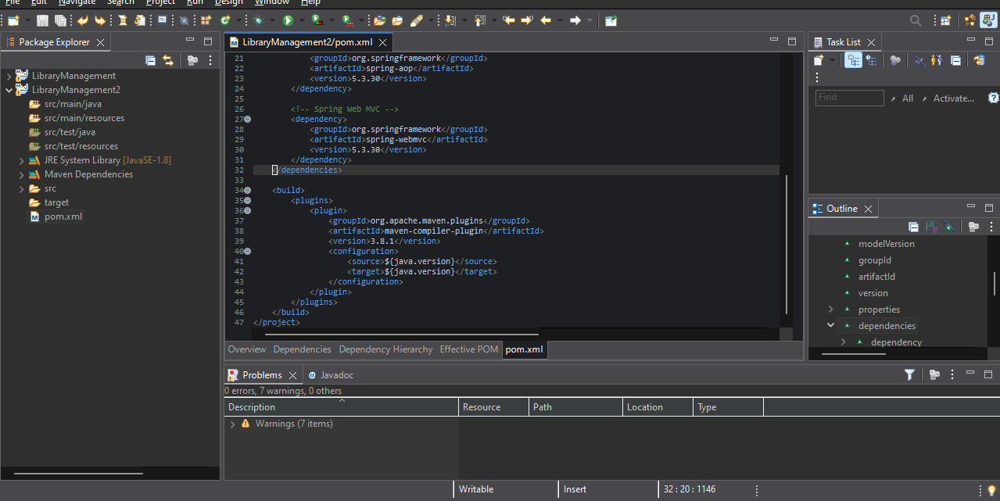 File Edit Navigate Search Project Run Design Window Help
Package Explorer
LibraryManagement
LibraryManagement2
src/main/java
src/main/resources
src/test/java
src/test/resources
JRE System Library [JavaSE-1.8]
Maven Dependencies
src
target
pom.xml
LibraryManagement2/pom.xml
21 <groupId>org.springframework</groupId>
22 <artifactId>spring-aop</artifactId>
23 <version>5.3.30</version>
24 </dependency>
25
26 <!-- Spring Web MVC -->
27 <dependency>
28 <groupId>org.springframework</groupId>
29 <artifactId>spring-webmvc</artifactId>
30 <version>5.3.30</version>
31 </dependency>
32 </dependencies>
33
34 <build>
35 <plugins>
36 <plugin>
37 <groupId>org.apache.maven.plugins</groupId>
38 <artifactId>maven-compiler-plugin</artifactId>
39 <version>3.8.1</version>
40 <configuration>
41 <source>${java.version}</source>
42 <target>${java.version}</target>
43 </configuration>
44 </plugin>
45 </plugins>
46 </build>
47 </project>
Overview Dependencies Dependency Hierarchy Effective POM pom.xml
Task List
Find All Activate...
Outline
modelVersion
groupId
artifactId
version
properties
dependencies
dependency
Problems Javadoc
0 errors, 7 warnings, 0 others
Description Resource Path Location Type
Warnings (7 items)
Writable Insert 32 : 20 : 1146